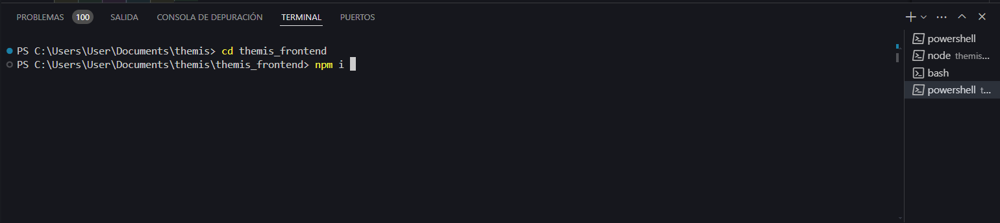 PROBLEMAS 100 SALIDA CONSOLA DE DEPURACIÓN TERMINAL PUERTOS
PS C:\Users\User\Documents\themis> cd themis_frontend
PS C:\Users\User\Documents\themis\themis_frontend> npm i
powershell
node themis...
bash
powershell t...